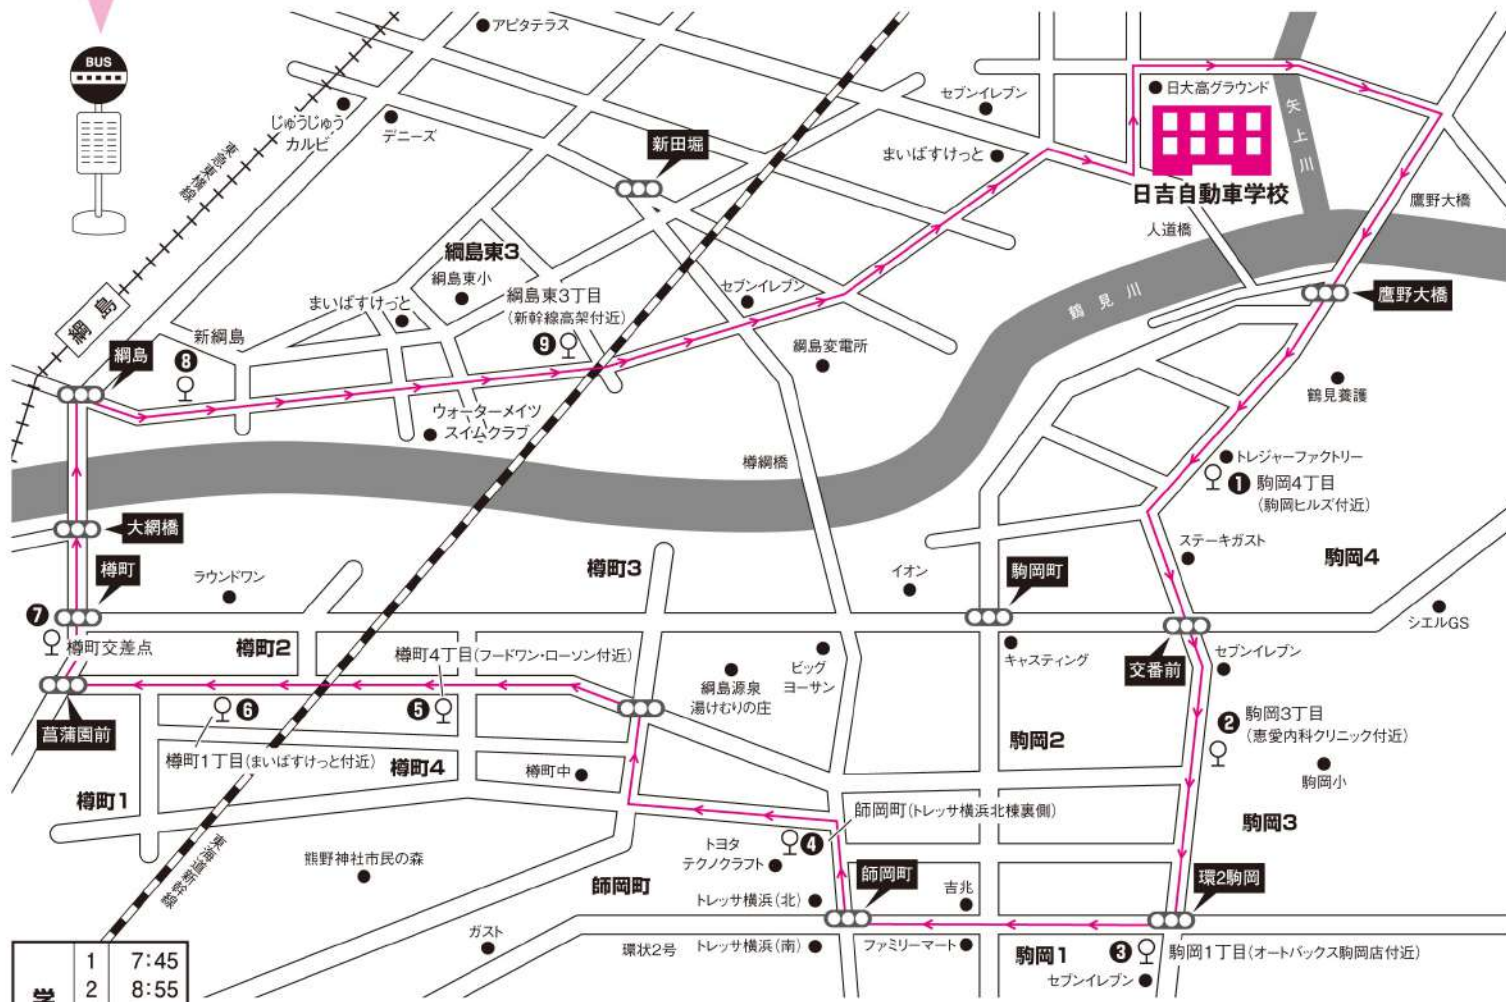 BUS
アピタテラス
じゅうじゅう
カルビ
デニーズ
東急東横線
新田堀
セブンイレブン
まいばすけっと
日大高グラウンド
矢上川
日吉自動車学校
人道橋
鷹野大橋
鷹野大橋
鶴見川
綱島東3
綱島東小
まいばすけっと
綱島東3丁目
(新幹線高架付近)
9
セブンイレブン
綱島変電所
綱島
新綱島
綱島
8
ウォーターメイツ
スイムクラブ
樽綱橋
鶴見養護
トレジャーファクトリー
1 駒岡4丁目
(駒岡ヒルズ付近)
ステーキガスト
駒岡4
大綱橋
樽町
ラウンドワン
樽町3
イオン
駒岡町
シエルGS
7
樽町交差点
樽町2
樽町4丁目(フードワン・ローソン付近)
綱島源泉
湯けむりの庄
ビッグ
ヨーサン
キャスティング
交番前
セブンイレブン
菖蒲園前
6
5
樽町1丁目(まいばすけっと付近)
樽町4
樽町中
樽町1
駒岡2
2 駒岡3丁目
(恵愛内科クリニック付近)
駒岡小
駒岡3
師岡町(トレッサ横浜北棟裏側)
4
トヨタ
テクノクラフト
熊野神社市民の森
東海道新幹線
師岡町
師岡町
トレッサ横浜(北)
吉兆
環2駒岡
ガスト
環状2号
トレッサ横浜(南)
ファミリーマート
駒岡1
3 駒岡1丁目(オートバックス駒岡店付近)
セブンイレブン
1 7:45
2 8:55
学